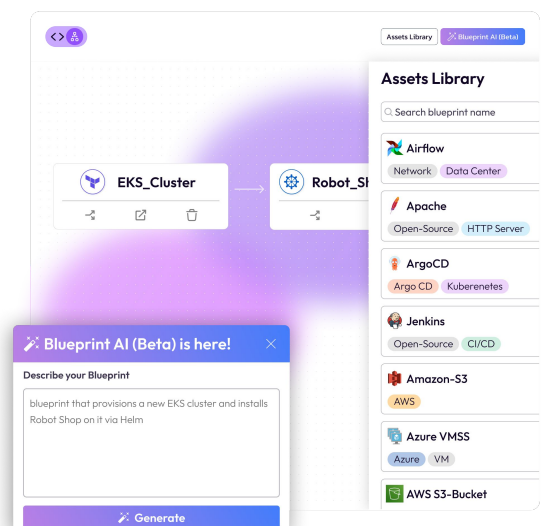 Assets Library
Blueprint AI (Beta)
Assets Library
Search blueprint name
Airflow
Network
Data Center
EKS_Cluster
Robot_Sh
Apache
Open-Source
HTTP Server
ArgoCD
Argo CD
Kuberenetes
Jenkins
Open-Source
CI/CD
Amazon-S3
AWS
Azure VMSS
Azure
VM
AWS S3-Bucket
Blueprint AI (Beta) is here!
Describe your Blueprint
blueprint that provisions a new EKS cluster and installs
Robot Shop on it via Helm
Generate